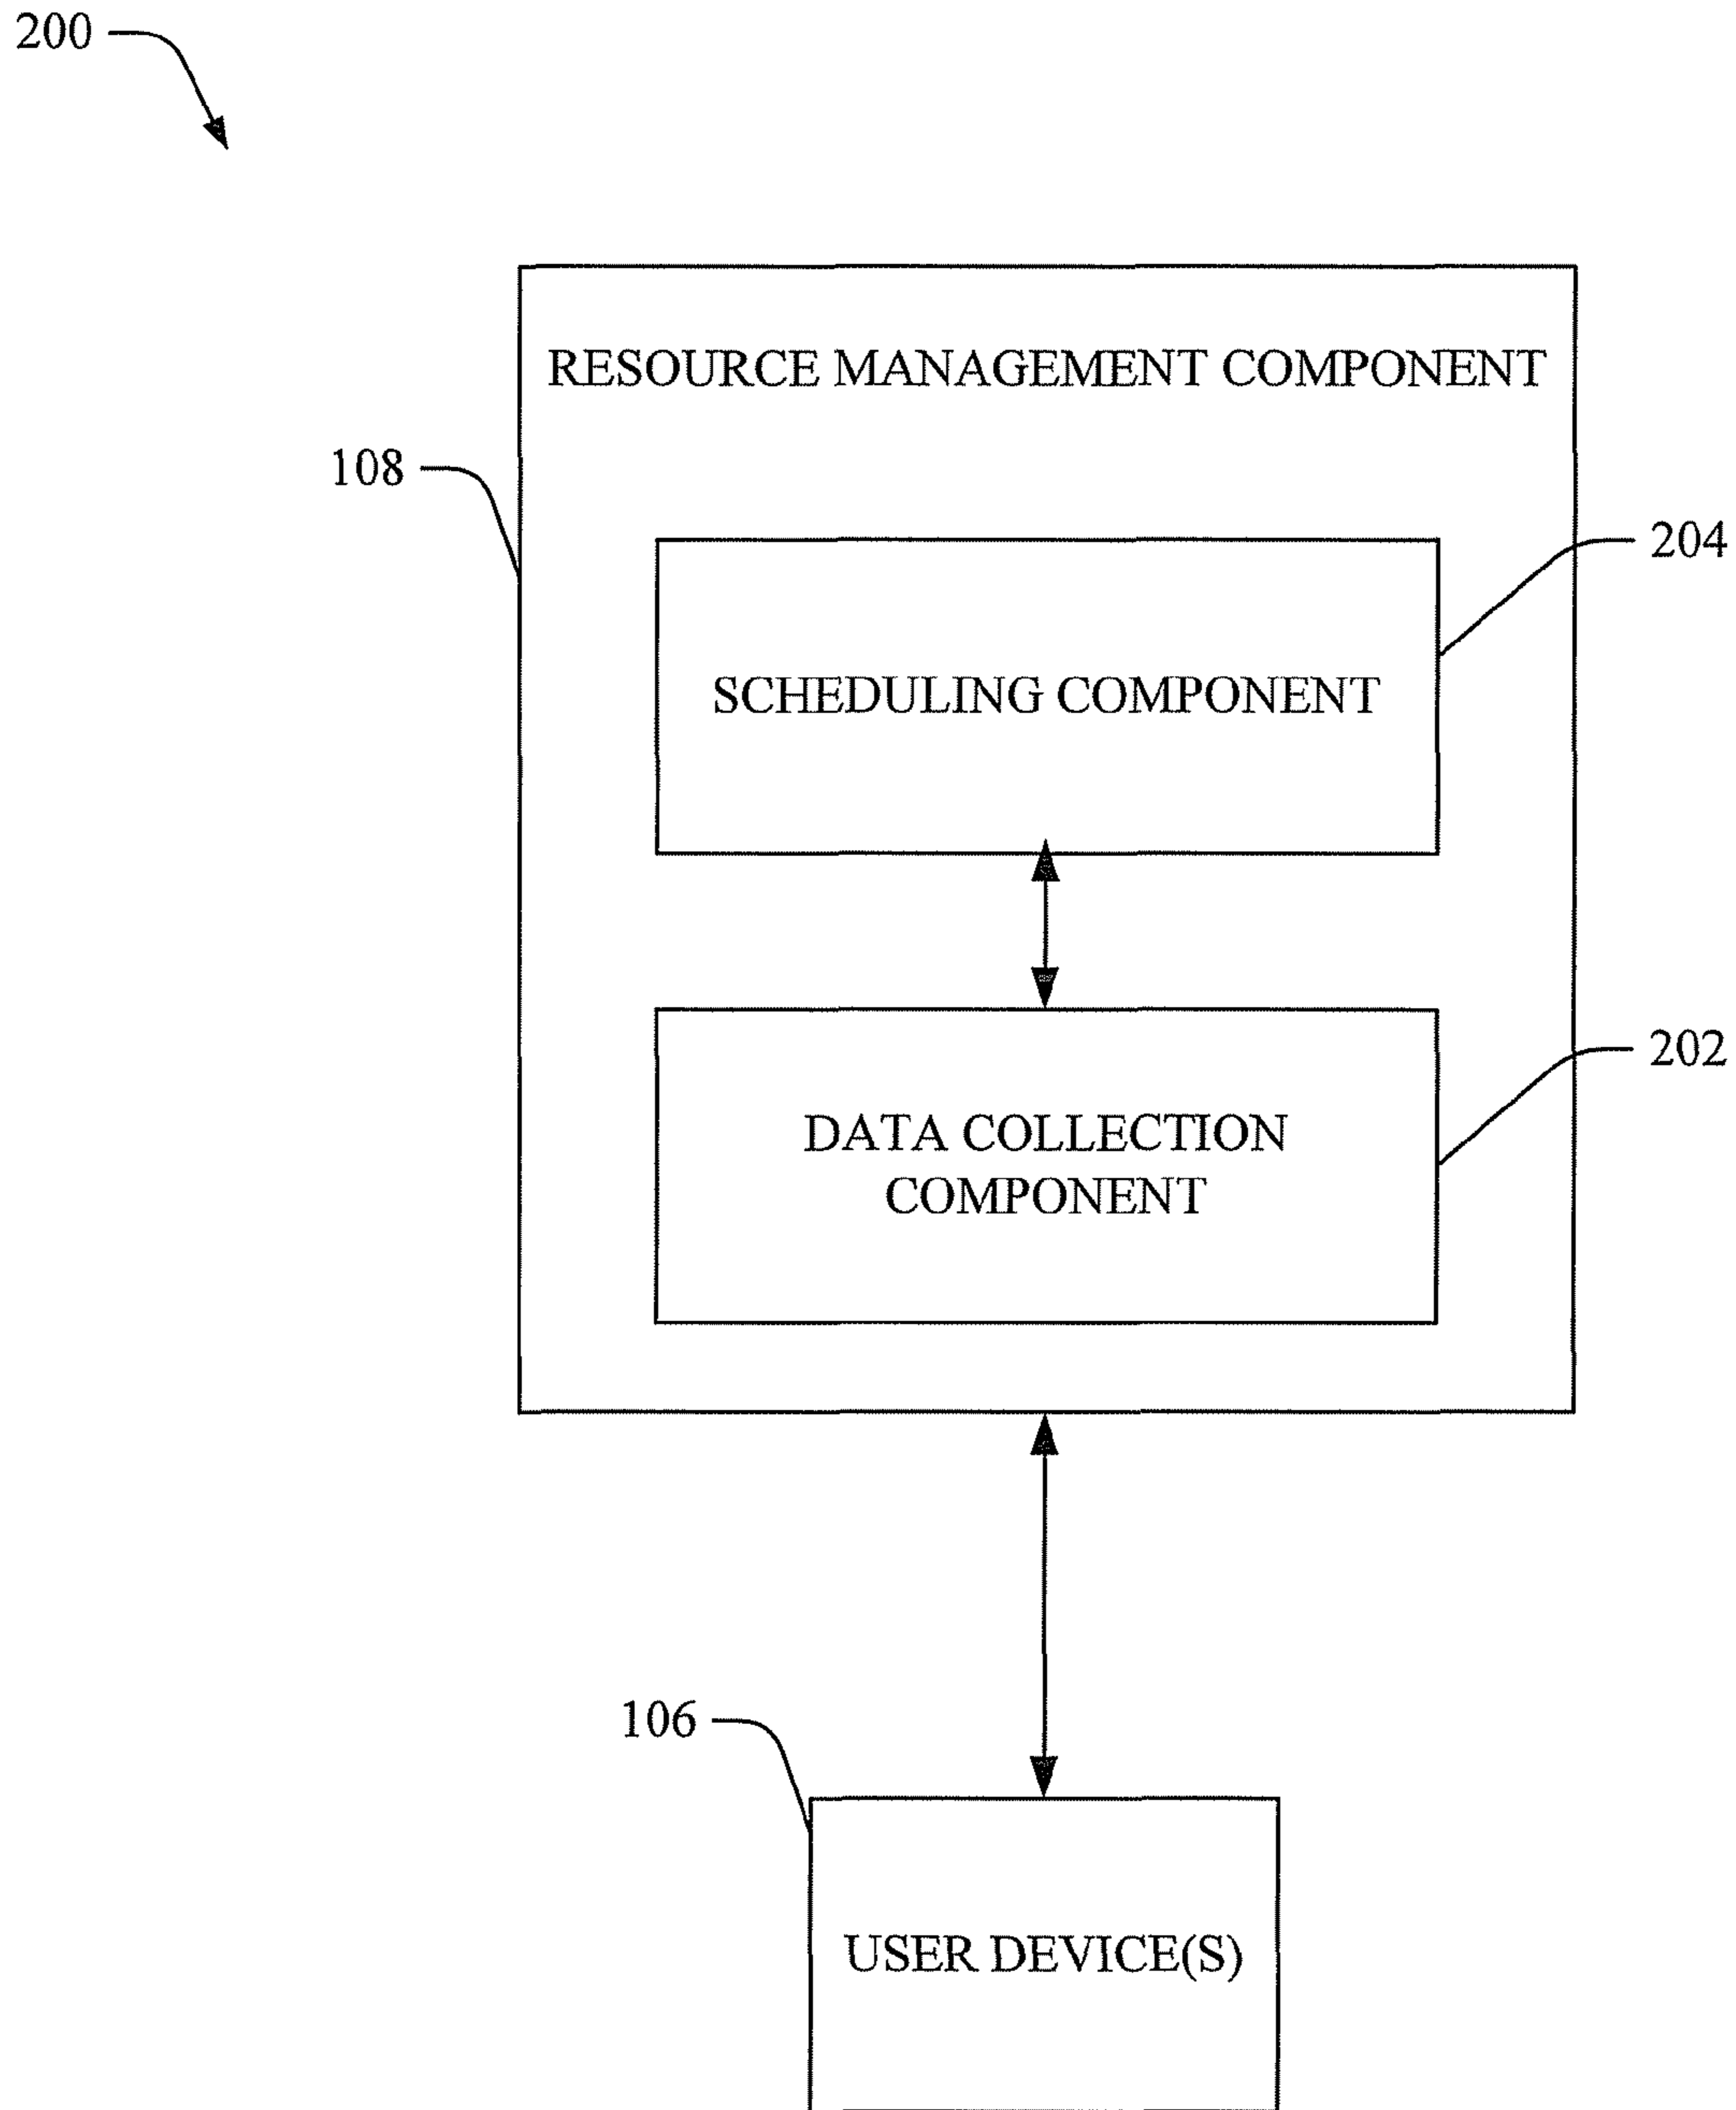 200
RESOURCE MANAGEMENT COMPONENT
108
204
SCHEDULING COMPONENT
202
DATA COLLECTION
COMPONENT
106
USER DEVICE(S)